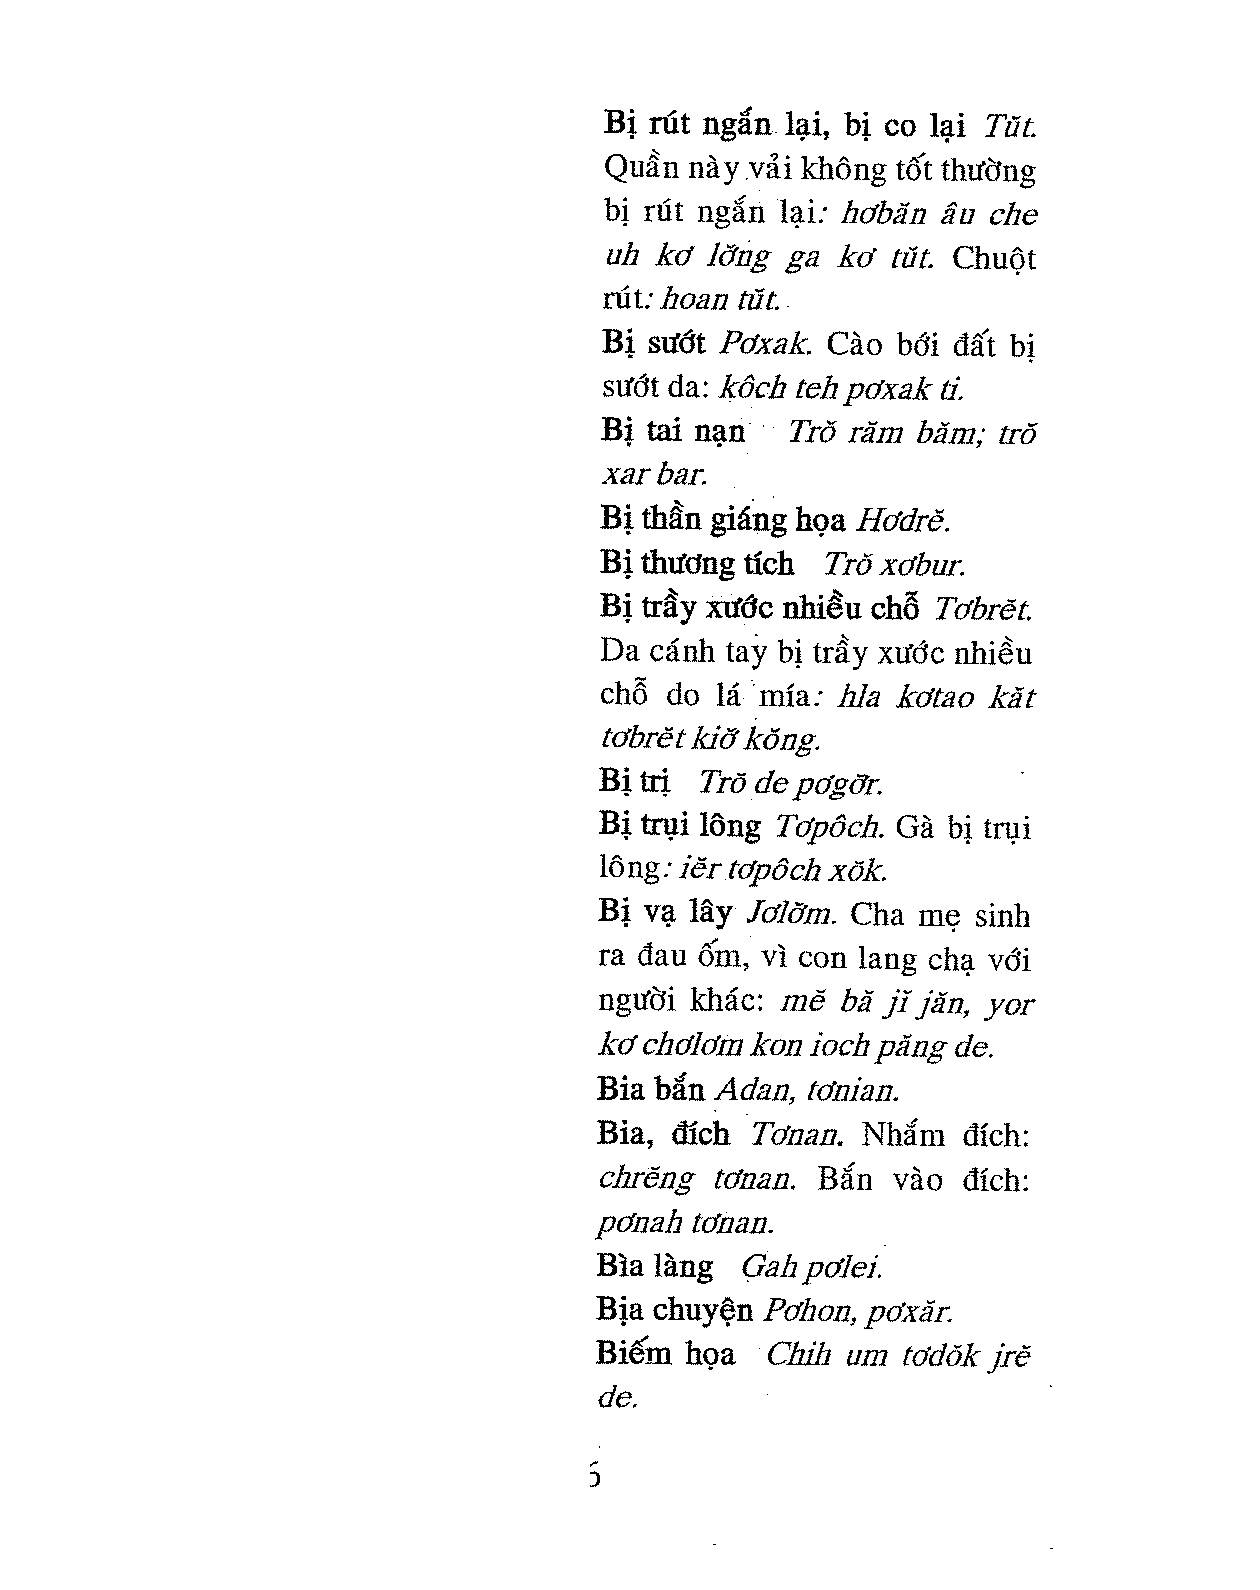 Bị rút ngắn lại, bị co lại Tŭt.
Quần này vải không tốt thường
bị rút ngắn lại: hơbăn âu che
uh kơ lơ̆ng ga kơ tŭt. Chuột
rút: hoan tŭt.
Bị sướt Pơxak. Cào bới đất bị
sướt da: kôch teh pơxak ti.
Bị tai nạn Trŏ răm băm; trŏ
xar bar.
Bị thần giáng họa Hơdrĕ.
Bị thương tích Trŏ xơbur.
Bị trầy xước nhiều chỗ Tơbrĕt.
Da cánh tay bị trầy xước nhiều
chỗ do lá mía: hla kơtao kăt
tơbrĕt kiơ̆ kŏng.
Bị trị Trŏ de pơgơ̆r.
Bị trụi lông Tơpôch. Gà bị trụi
lông: iĕr tơpôch xŏk.
Bị vạ lây Jơlơ̆m. Cha mẹ sinh
ra đau ốm, vì con lang chạ với
người khác: mĕ bă jĭ jăn, yor
kơ chơlơm kon ioch păng de.
Bia bắn Adan, tơnian.
Bia, đích Tơnan. Nhắm đích:
chrĕng tơnan. Bắn vào đích:
pơnah tơnan.
Bìa làng Gah pơlei.
Bịa chuyện Pơhon, pơxăr.
Biếm họa Chih um tơdŏk jrĕ
de.